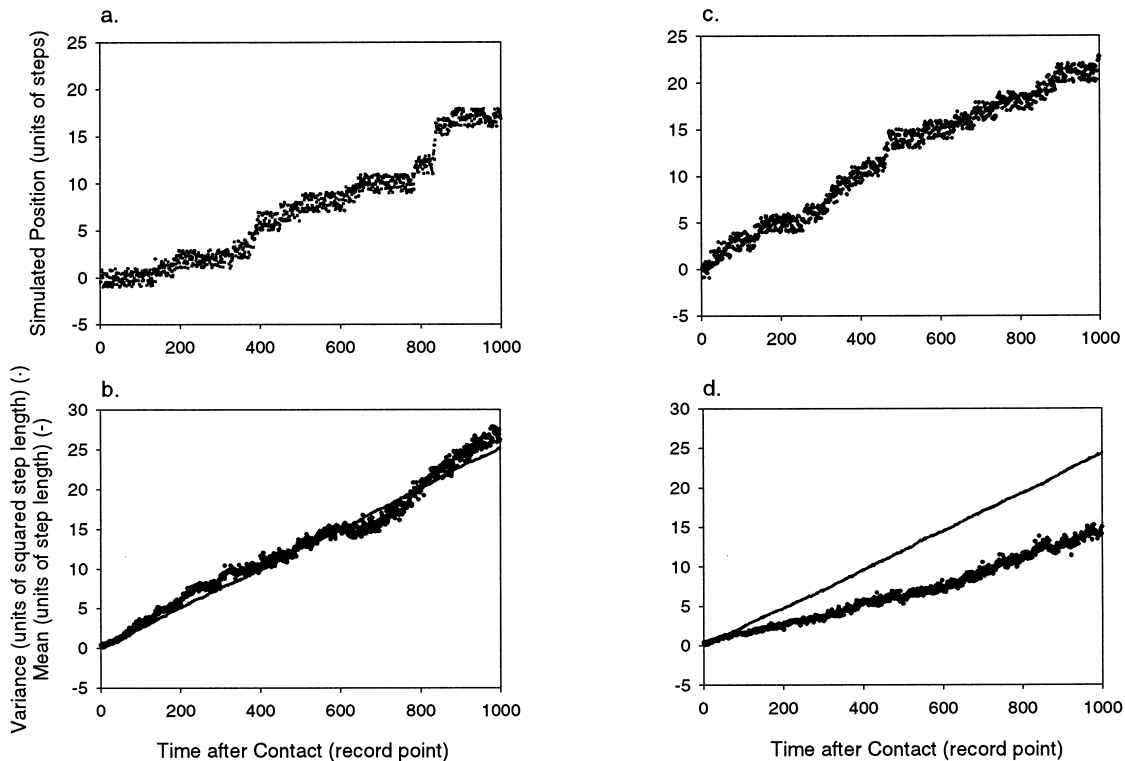 a.
Simulated Position (units of steps)
25
20
15
10
5
0
-5
0 200 400 600 800 1000
c.
25
20
15
10
5
0
-5
0 200 400 600 800 1000
b.
Variance (units of squared step length) (·)
Mean (units of step length) (-)
30
25
20
15
10
5
0
-5
0 200 400 600 800 1000
Time after Contact (record point)
d.
30
25
20
15
10
5
0
-5
0 200 400 600 800 1000
Time after Contact (record point)